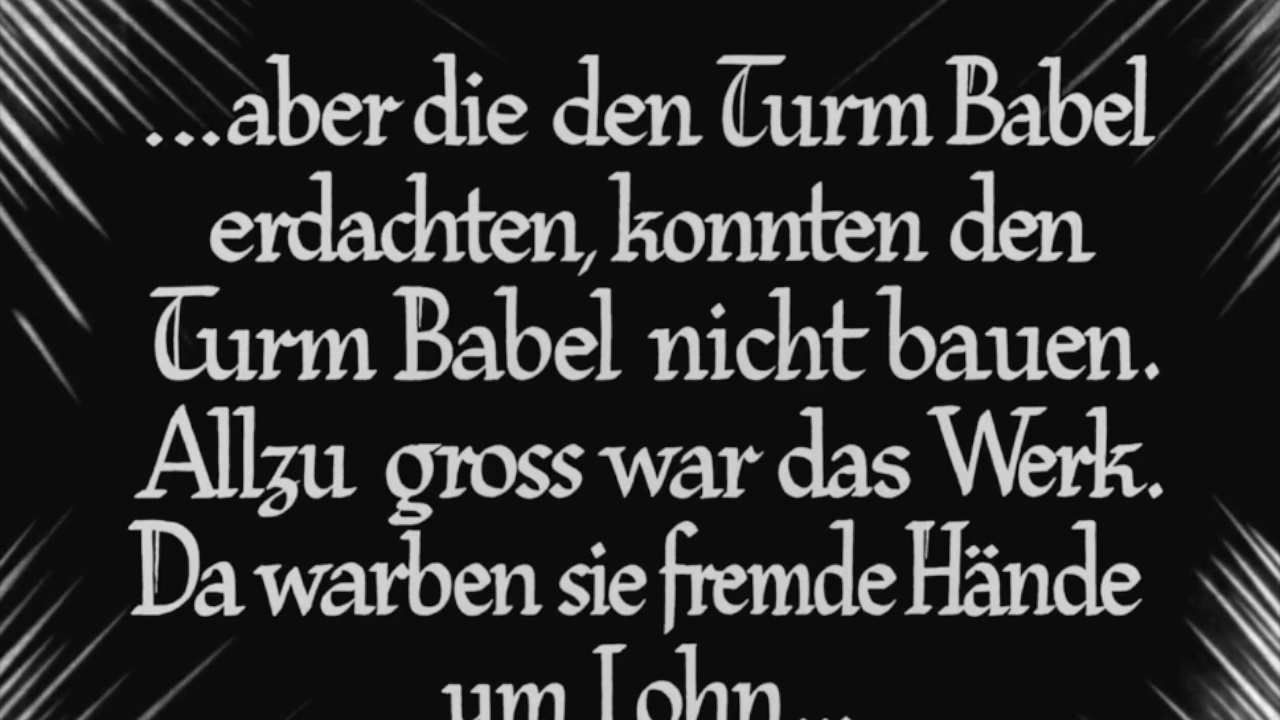 ...aber die den Turm Babel
erdachten, konnten den
Turm Babel nicht bauen.
Allzu gross war das Werk.
Da warben sie fremde Hände
um Lohn...